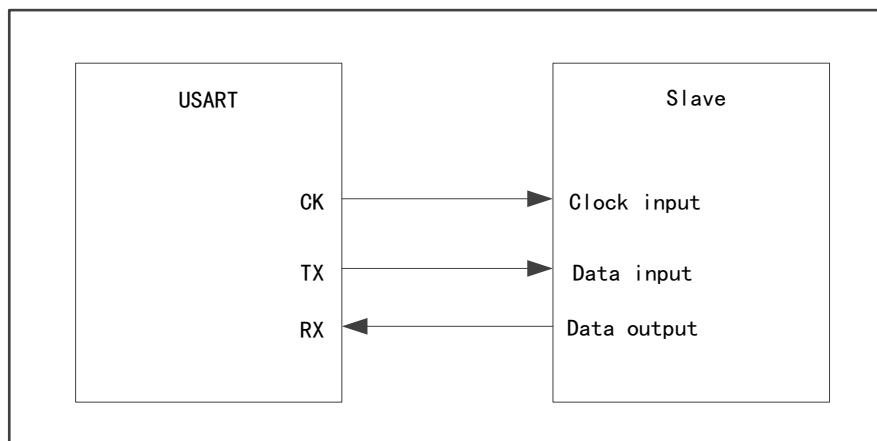 USART
Slave
CK
Clock input
TX
Data input
RX
Data output